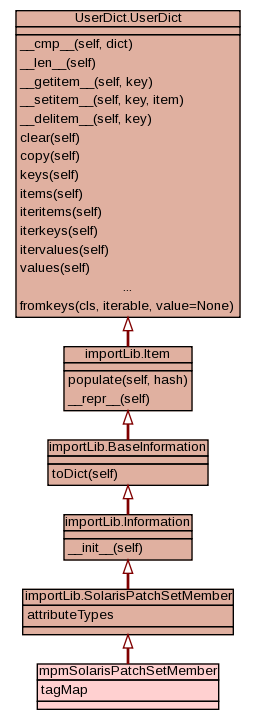 UserDict.UserDict
__cmp__(self, dict)
__len__(self)
__getitem__(self, key)
__setitem__(self, key, item)
__delitem__(self, key)
clear(self)
copy(self)
keys(self)
items(self)
iteritems(self)
iterkeys(self)
itervalues(self)
values(self)
...
fromkeys(cls, iterable, value=None)
importLib.Item
populate(self, hash)
__repr__(self)
importLib.BaseInformation
toDict(self)
importLib.Information
__init__(self)
importLib.SolarisPatchSetMember
attributeTypes
mpmSolarisPatchSetMember
tagMap